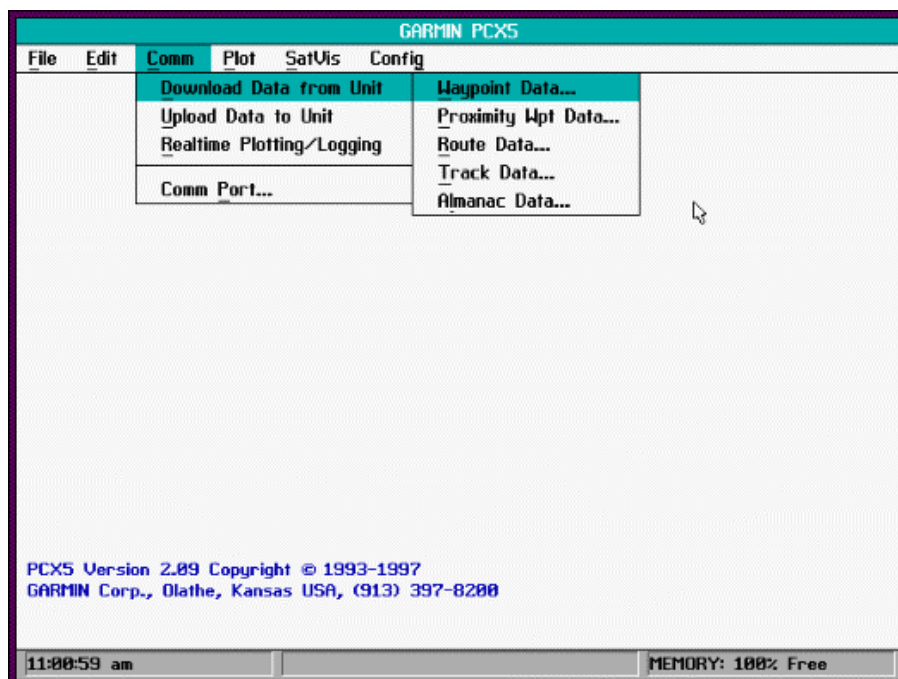 GARMIN PCX5
File Edit Comm Plot SatVis Config
Download Data from Unit
Upload Data to Unit
Realtime Plotting/Logging
Comm Port...
Waypoint Data...
Proximity Wpt Data...
Route Data...
Track Data...
Almanac Data...
PCX5 Version 2.09 Copyright © 1993-1997
GARMIN Corp., Olathe, Kansas USA, (913) 397-8200
11:00:59 am MEMORY: 100% Free